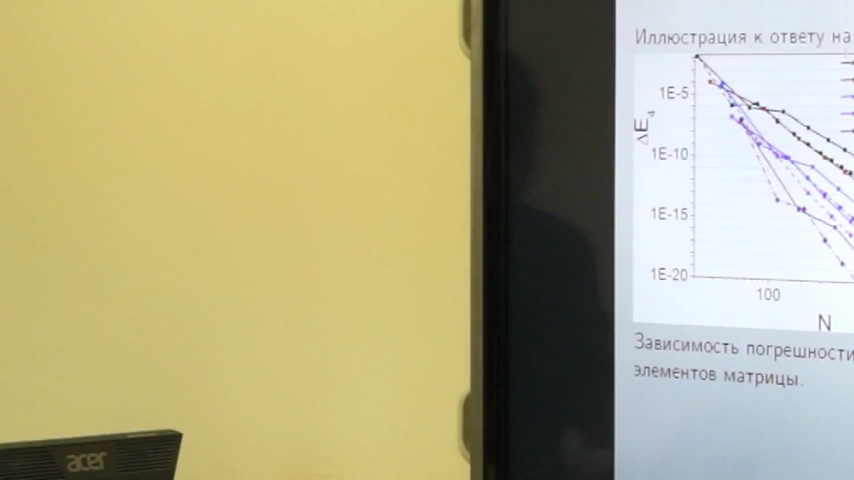 Иллюстрация к ответу на
1E-5
1E-10
1E-15
1E-20
ΔE4
100
N
Зависимость погрешности
элементов матрицы.
acer